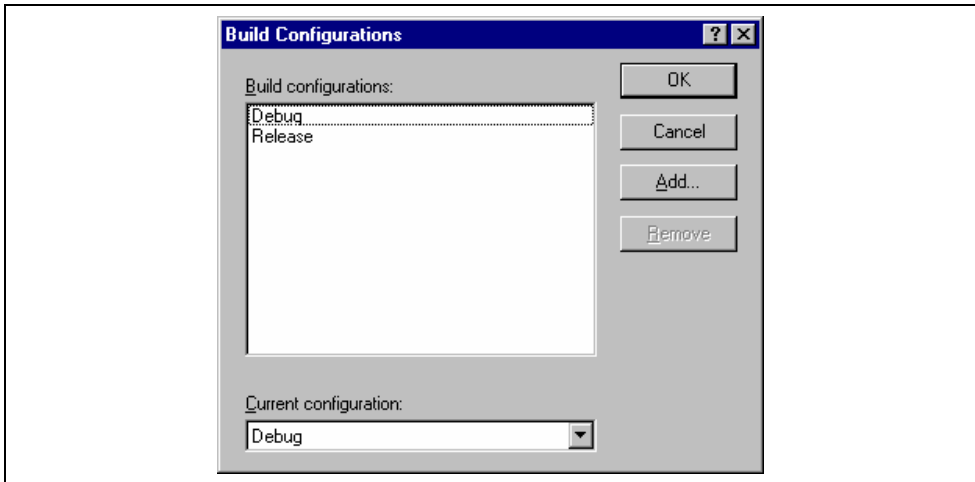 Build Configurations
Build configurations:
Debug
Release
OK
Cancel
Add...
Remove
Current configuration:
Debug